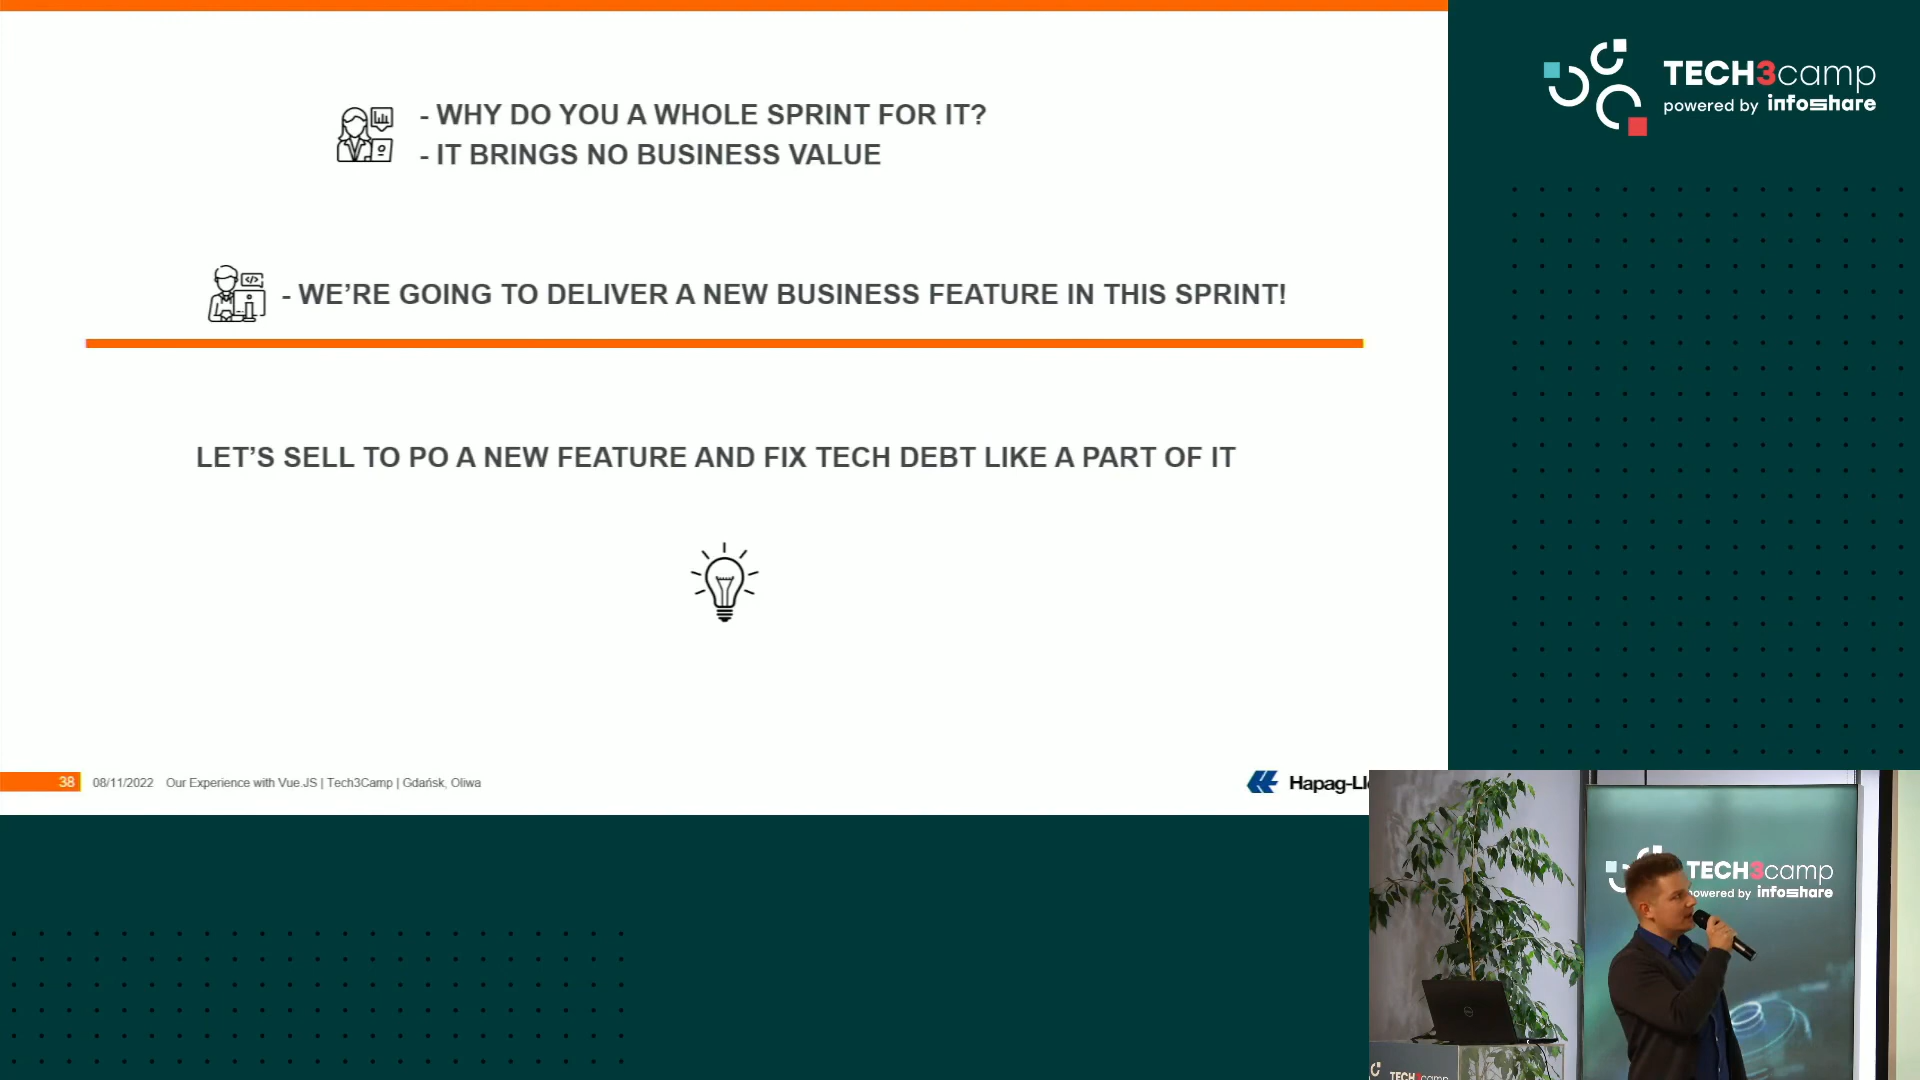 - WHY DO YOU A WHOLE SPRINT FOR IT?
- IT BRINGS NO BUSINESS VALUE
- WE’RE GOING TO DELIVER A NEW BUSINESS FEATURE IN THIS SPRINT!
LET’S SELL TO PO A NEW FEATURE AND FIX TECH DEBT LIKE A PART OF IT
38 08/11/2022 Our Experience with Vue.JS | Tech3Camp | Gdańsk, Oliwa
Hapag-Ll
TECH3camp
powered by infoshare
TECH3camp
powered by infoshare
TECH3camp